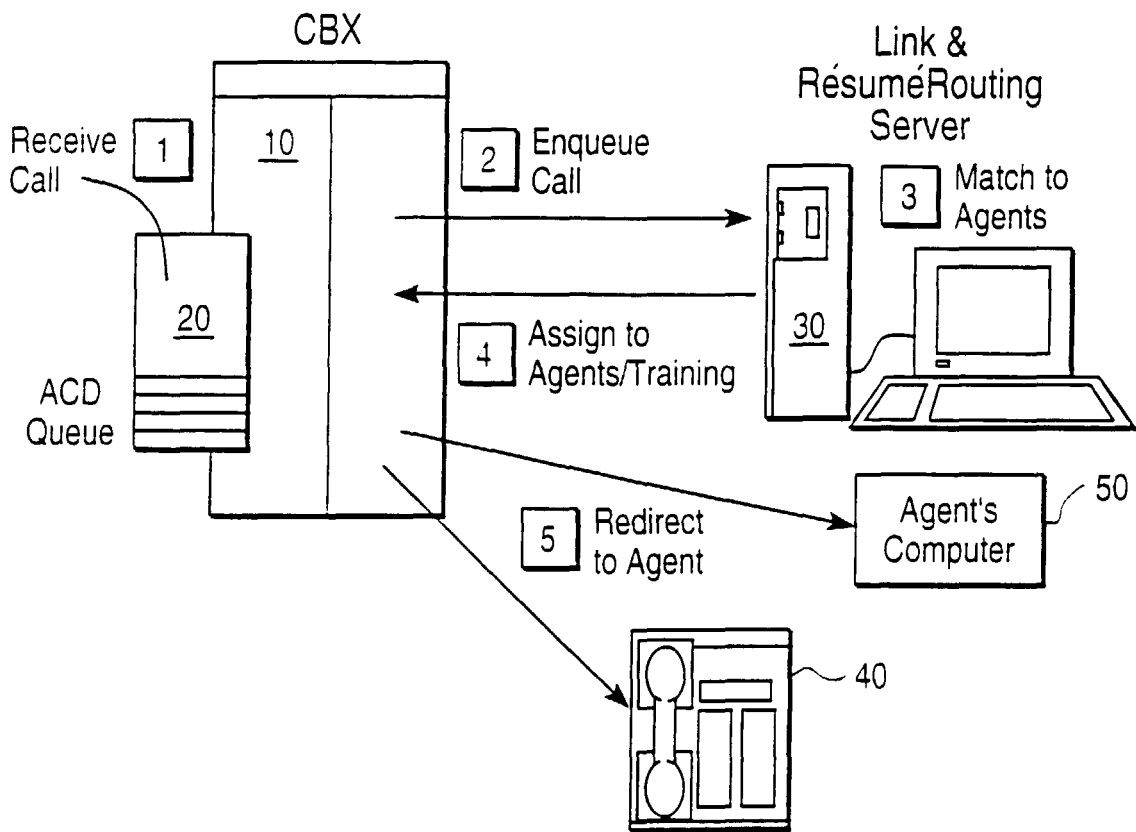 CBX
Link &
RésuméRouting
Server
Receive
Call
1
10
2
Enqueue
Call
3
Match to
Agents
20
30
4
Assign to
Agents/Training
ACD
Queue
50
Agent's
Computer
5
Redirect
to Agent
40